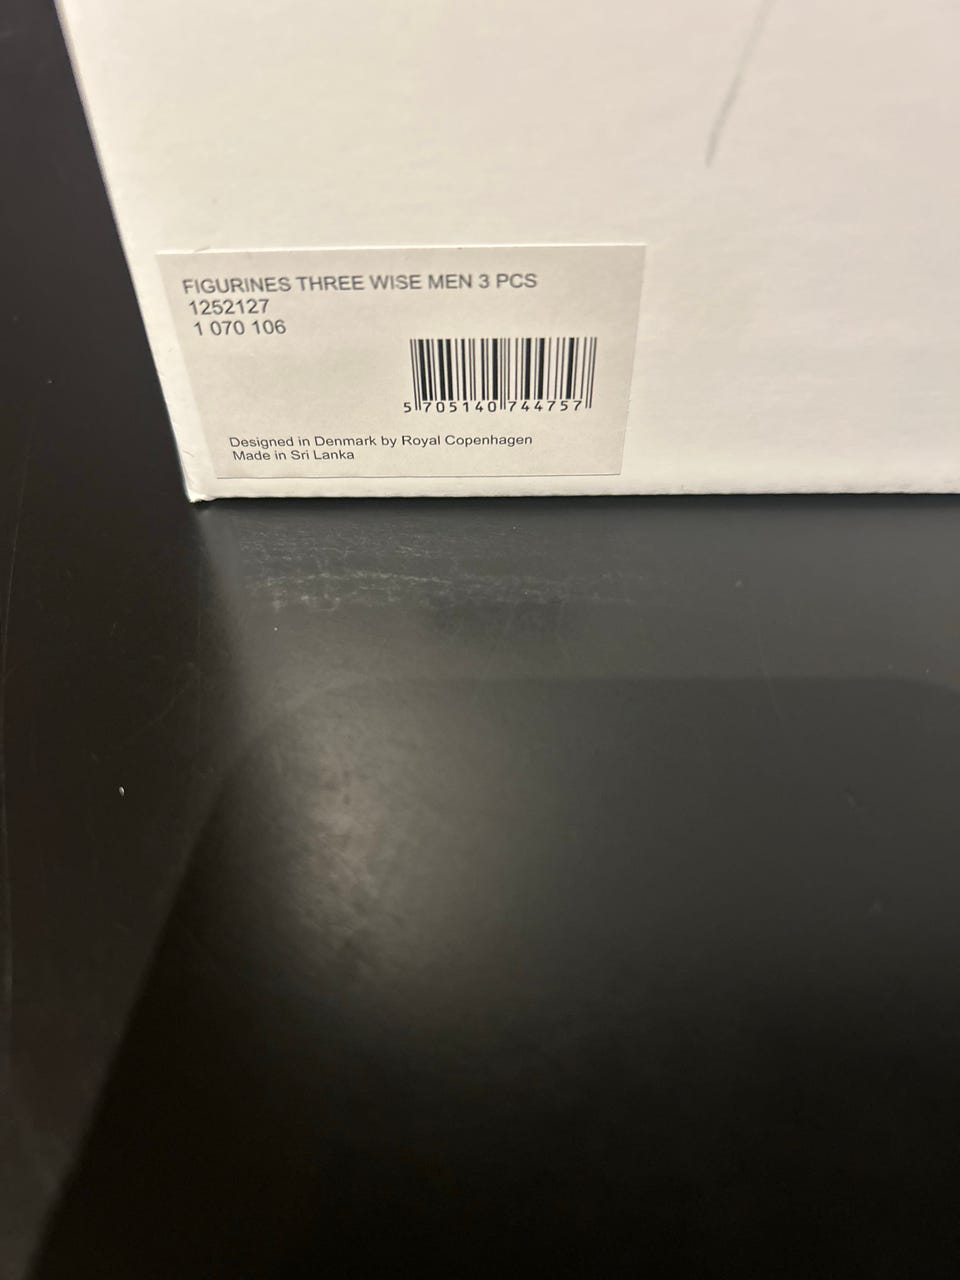 FIGURINES THREE WISE MEN 3 PCS
1252127
1 070 106
5 705140 744757
Designed in Denmark by Royal Copenhagen
Made in Sri Lanka